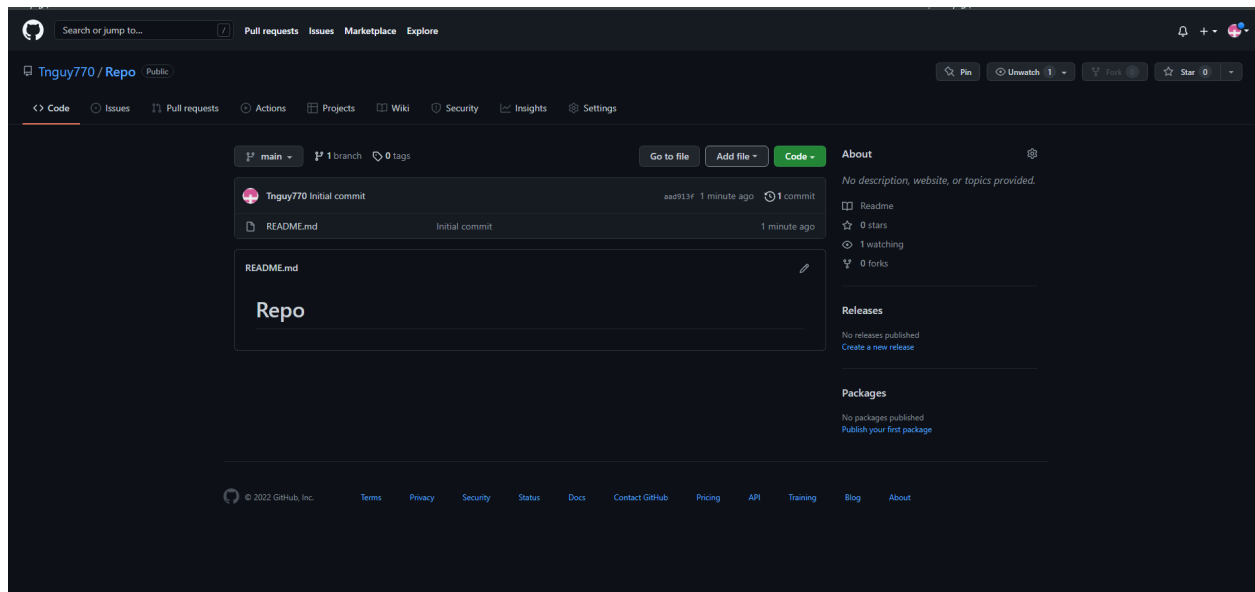 Search or jump to... / Pull requests Issues Marketplace Explore
Tnguy770 / Repo Public Pin Unwatch 1 Fork 0 Star 0
<> Code Issues Pull requests Actions Projects Wiki Security Insights Settings
main 1 branch 0 tags Go to file Add file Code
Tnguy770 Initial commit aad913f 1 minute ago 1 commit
README.md Initial commit 1 minute ago
README.md
Repo
About
No description, website, or topics provided.
Readme
0 stars
1 watching
0 forks
Releases
No releases published
Create a new release
Packages
No packages published
Publish your first package
© 2022 GitHub, Inc. Terms Privacy Security Status Docs Contact GitHub Pricing API Training Blog About